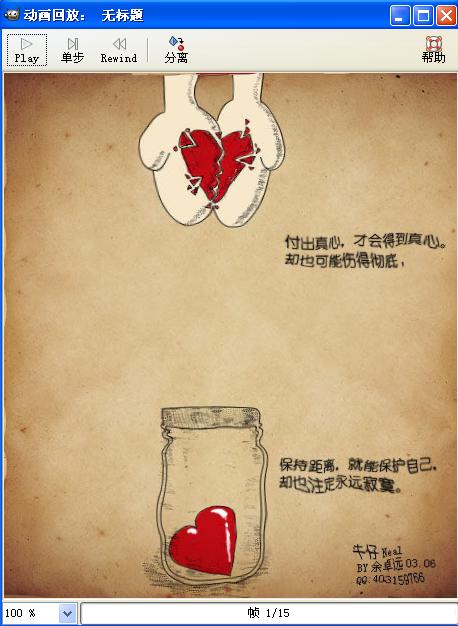 动画回放： 无标题
Play 单步 Rewind 分离 帮助
付出真心，才会得到真心。
却也可能伤得彻底，
保持距离，就能保护自己，
却也注定永远寂寞。
牛仔 Neal
BY 余卓远 03.06
QQ:403159766
100 % 帧 1/15